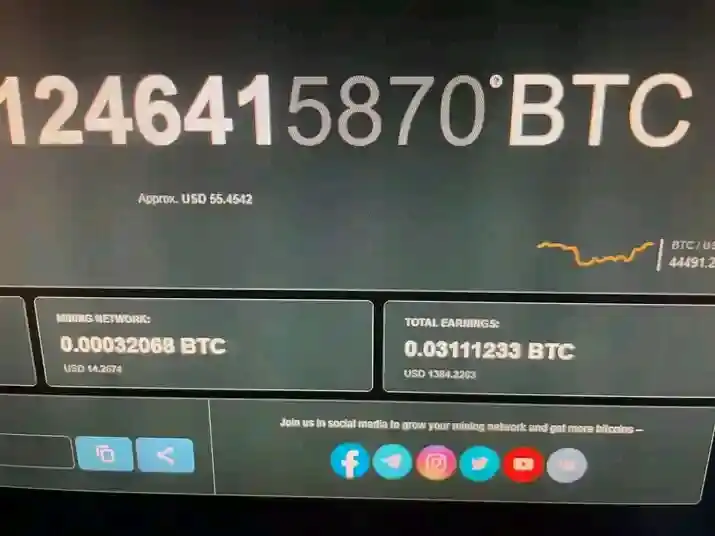 1246415870 BTC
Approx. USD 55.4542
BTC / US
44491.2
MINING NETWORK:
0.00032068 BTC
USD 14.2674
TOTAL EARNINGS:
0.03111233 BTC
USD 1384.2263
Join us in social media to grow your mining network and get more bitcoins –